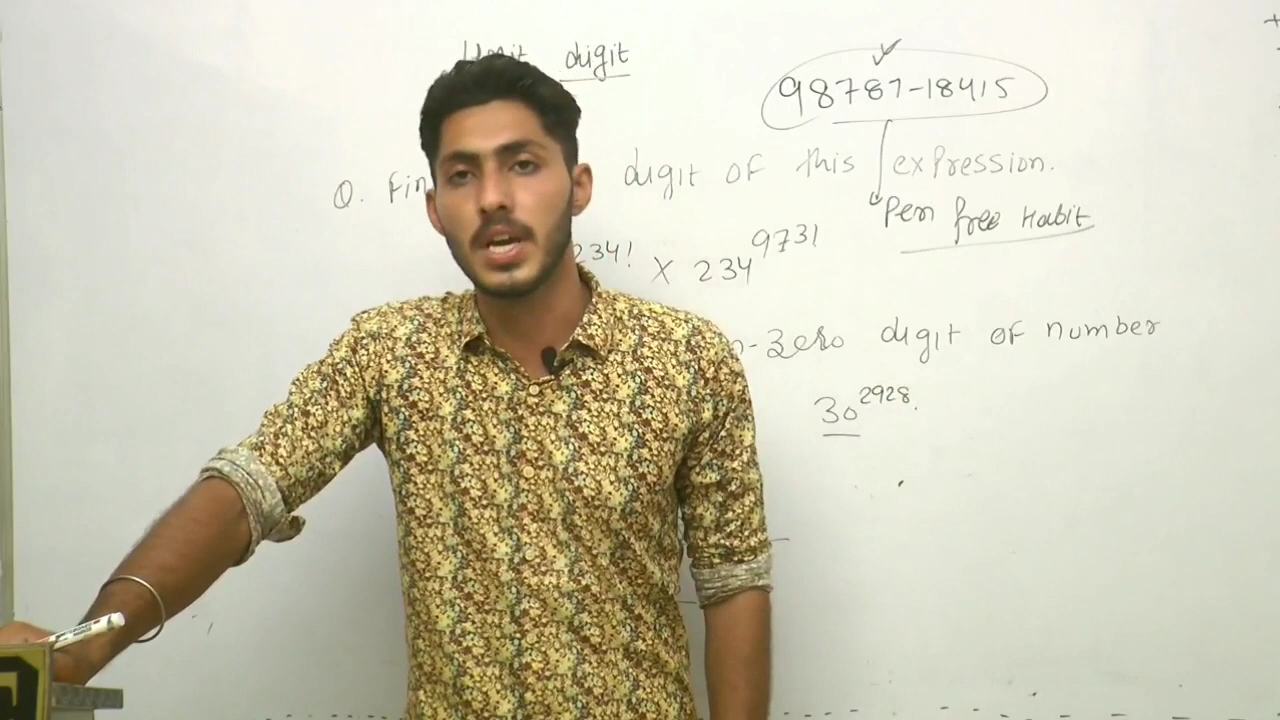 Unit digit
98787-18415
Q. Fin digit of this expression.
Pen free Habit
234! × 234^9731
n-zero digit of number
30^2928.